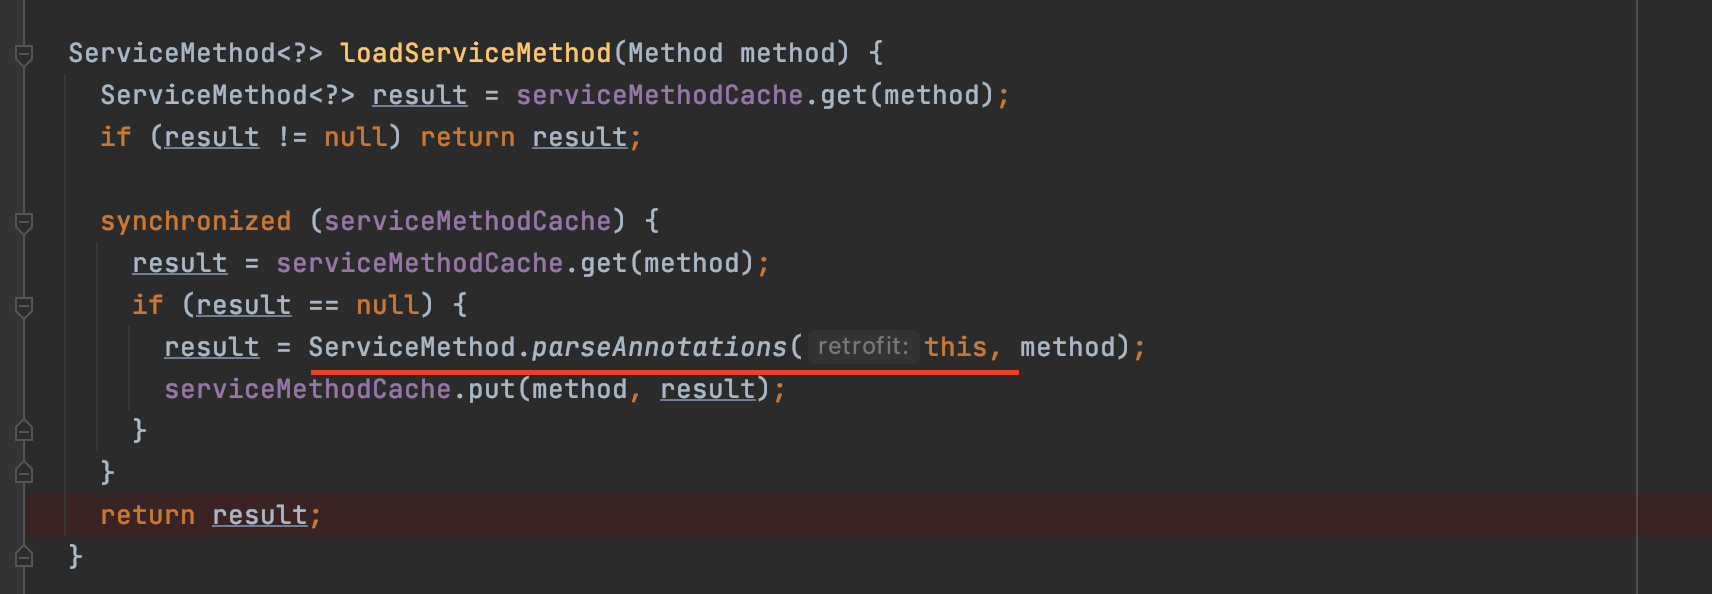 ServiceMethod<?> loadServiceMethod(Method method) {
ServiceMethod<?> result = serviceMethodCache.get(method);
if (result != null) return result;
synchronized (serviceMethodCache) {
result = serviceMethodCache.get(method);
if (result == null) {
result = ServiceMethod.parseAnnotations( retrofit: this, method);
serviceMethodCache.put(method, result);
}
}
return result;
}